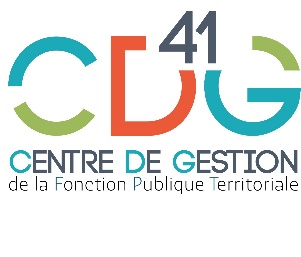 CDG 41
CENTRE DE GESTION
de la Fonction Publique Territoriale